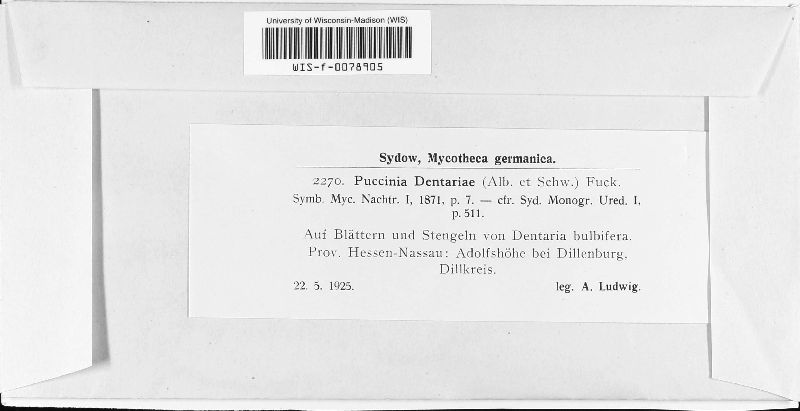 University of Wisconsin-Madison (WIS)
WIS-f-0078905
Sydow, Mycotheca germanica.
2270. Puccinia Dentariae (Alb. et Schw.) Fuck.
Symb. Myc. Nachtr. I, 1871, p. 7. — cfr. Syd. Monogr. Ured. I,
p. 511.
Auf Blättern und Stengeln von Dentaria bulbifera.
Prov. Hessen-Nassau: Adolfshöhe bei Dillenburg,
Dillkreis.
22. 5. 1925. leg. A. Ludwig.